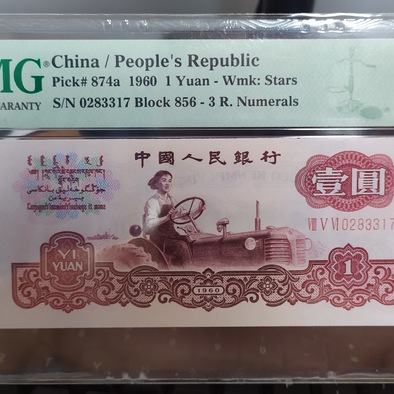 MG®
WARRANTY
China / People's Republic
Pick# 874a 1960 1 Yuan - Wmk: Stars
S/N 0283317 Block 856 - 3 R. Numerals
中國人民銀行
壹圓
VIII V VI 0283317
YI
YUAN
1
1960